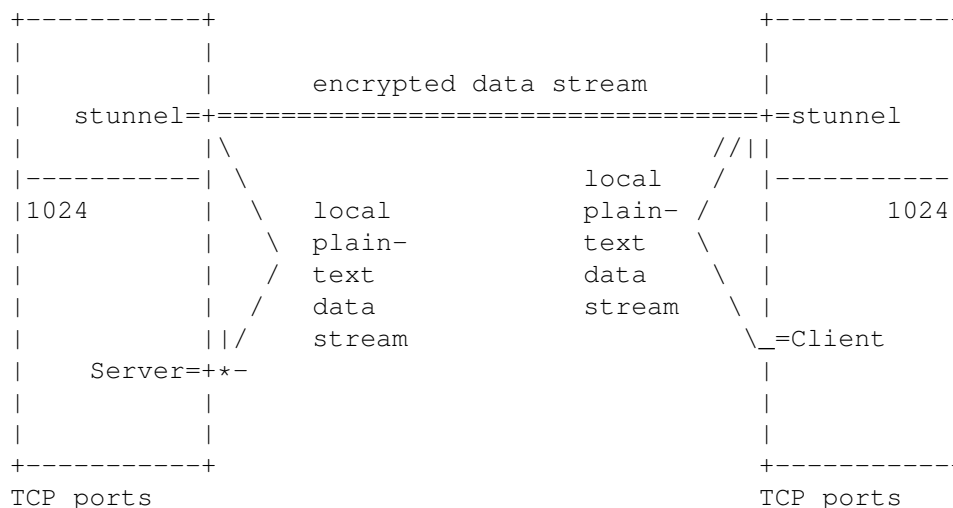 encrypted data stream
stunnel=+==================================+=stunnel
local
1024 local plain- 1024
plain- text
text data
data stream
stream =Client
Server=+*-
TCP ports TCP ports